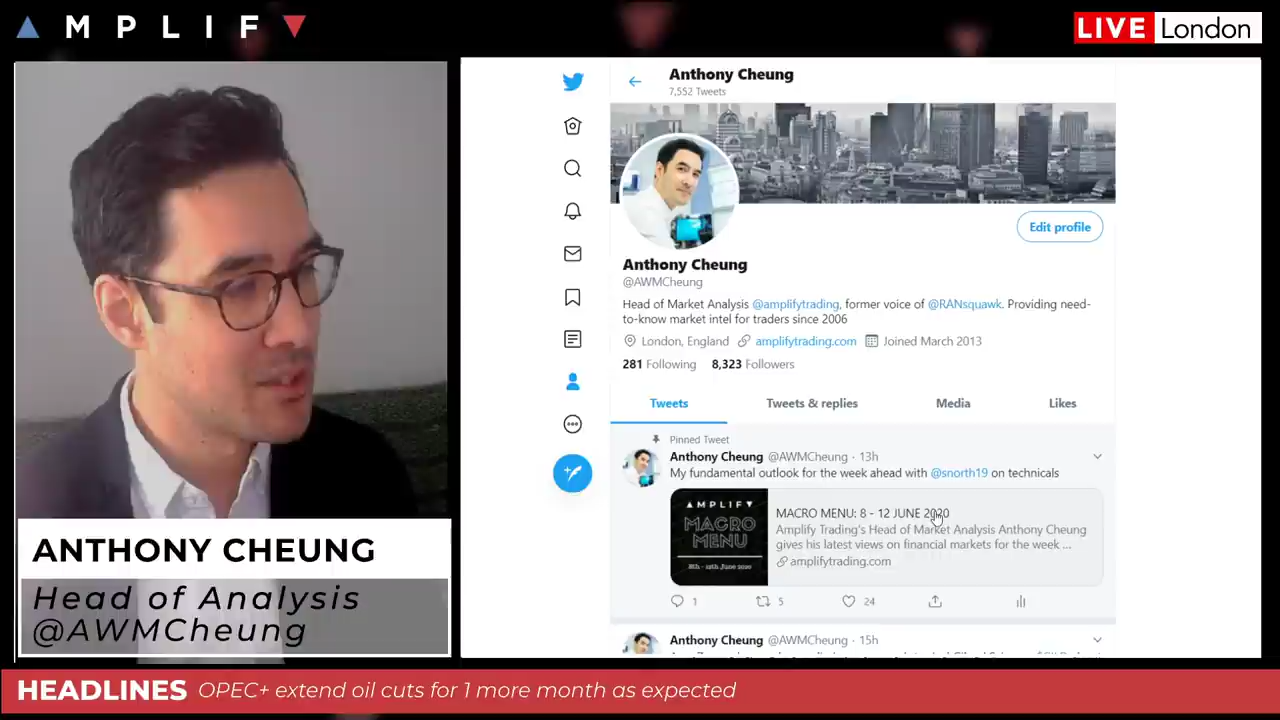 AMPLIFY
LIVE London
Anthony Cheung
7,552 Tweets
Edit profile
Anthony Cheung
@AWMCheung
Head of Market Analysis @amplifytrading, former voice of @RANsquawk. Providing need-
to-know market intel for traders since 2006
London, England amplifytrading.com Joined March 2013
281 Following 8,323 Followers
Tweets Tweets & replies Media Likes
Pinned Tweet
Anthony Cheung @AWMCheung · 13h
My fundamental outlook for the week ahead with @snorth19 on technicals
AMPLIFY
MACRO
MENU
8th - 12th June 2020
MACRO MENU: 8 - 12 JUNE 2020
Amplify Trading's Head of Market Analysis Anthony Cheung
gives his latest views on financial markets for the week ...
amplifytrading.com
1 5 24
Anthony Cheung @AWMCheung · 15h
ANTHONY CHEUNG
Head of Analysis
@AWMCheung
HEADLINES OPEC+ extend oil cuts for 1 more month as expected